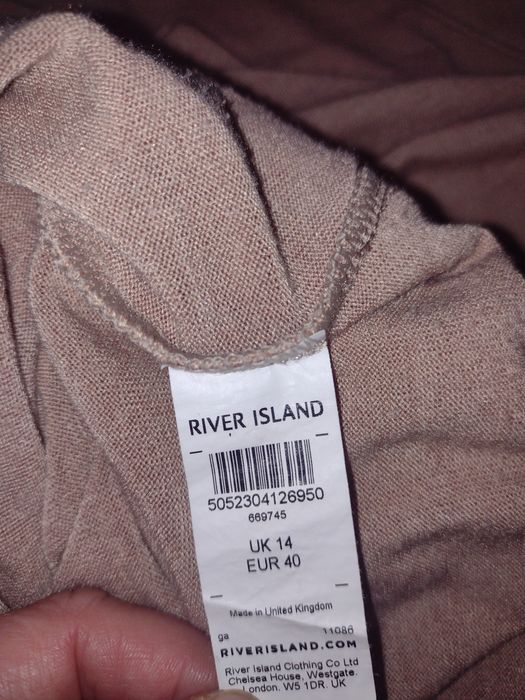 RIVER ISLAND
5052304126950
669745
UK 14
EUR 40
Made in United Kingdom
ga 11086
RIVERISLAND.COM
River Island Clothing Co Ltd
Chelsea House, Westgate.
London. W5 1DR. UK